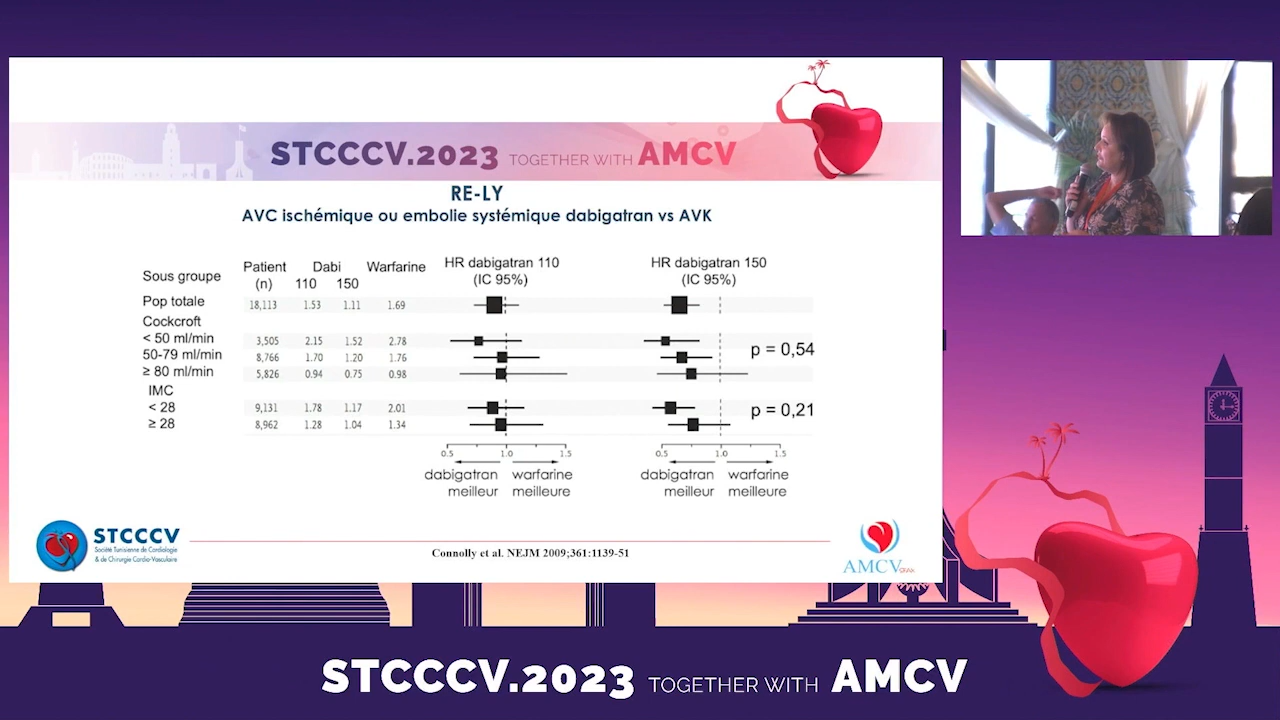 STCCCV.2023 TOGETHER WITH AMCV
RE-LY
AVC ischémique ou embolie systémique dabigatran vs AVK
Sous groupe Patient (n) Dabi 110 150 Warfarine HR dabigatran 110 (IC 95%) HR dabigatran 150 (IC 95%)
Pop totale 18,113 1.53 1.11 1.69
Cockcroft
< 50 ml/min 3,505 2.15 1.52 2.78
50-79 ml/min 8,766 1.70 1.20 1.76 p = 0,54
≥ 80 ml/min 5,826 0.94 0.75 0.98
IMC
< 28 9,131 1.78 1.17 2.01 p = 0,21
≥ 28 8,962 1.28 1.04 1.34
0.5 1.0 1.5 0.5 1.0 1.5
dabigatran warfarine dabigatran warfarine
meilleur meilleure meilleur meilleure
STCCCV
Société Tunisienne de Cardiologie
& de Chirurgie Cardio-Vasculaire
Connolly et al. NEJM 2009;361:1139-51
AMCV
STCCCV.2023 TOGETHER WITH AMCV